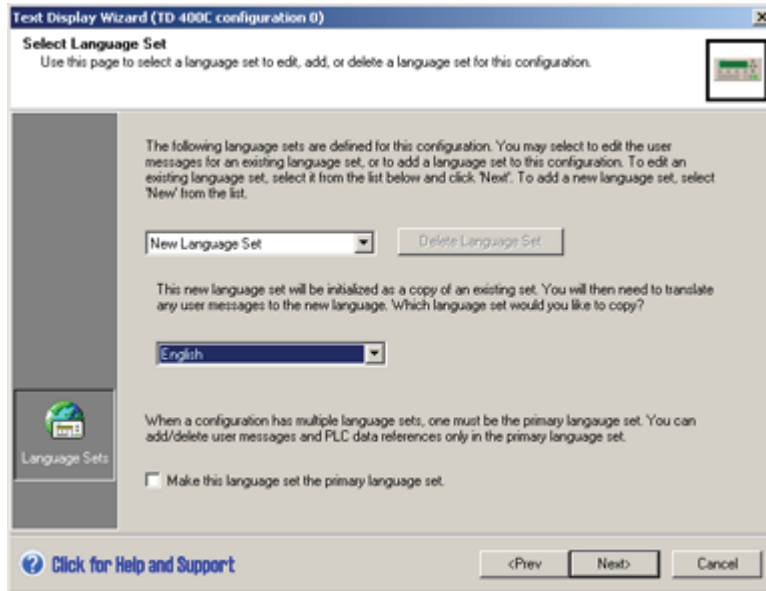 Text Display Wizard (TD 400C configuration 0)
Select Language Set
Use this page to select a language set to edit, add, or delete a language set for this configuration.
The following language sets are defined for this configuration. You may select to edit the user
messages for an existing language set, or to add a language set to this configuration. To edit an
existing language set, select it from the list below and click 'Next'. To add a new language set, select
'New' from the list.
New Language Set
Delete Language Set
This new language set will be initialized as a copy of an existing set. You will then need to translate
any user messages to the new language. Which language set would you like to copy?
English
Language Sets
When a configuration has multiple language sets, one must be the primary langauge set. You can
add/delete user messages and PLC data references only in the primary language set.
Make this language set the primary language set.
Click for Help and Support
<Prev
Next>
Cancel